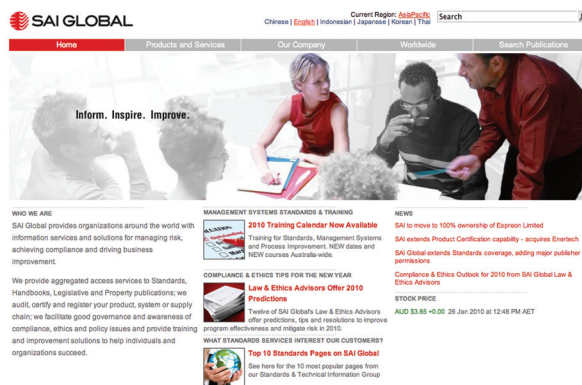 SAI GLOBAL
Current Region: AsiaPacific
Chinese | English | Indonesian | Japanese | Korean | Thai
Search
Home
Products and Services
Our Company
Worldwide
Search Publications
Inform. Inspire. Improve.
WHO WE ARE
SAI Global provides organizations around the world with
information services and solutions for managing risk,
achieving compliance and driving business
improvement.
We provide aggregated access services to Standards,
Handbooks, Legislative and Property publications; we
audit, certify and register your product, system or supply
chain; we facilitate good governance and awareness of
compliance, ethics and policy issues and provide training
and improvement solutions to help individuals and
organizations succeed.
MANAGEMENT SYSTEMS STANDARDS & TRAINING
2010 Training Calendar Now Available
Training for Standards, Management Systems
and Process Improvement. NEW dates and
NEW courses Australia-wide.
COMPLIANCE & ETHICS TIPS FOR THE NEW YEAR
Law & Ethics Advisors Offer 2010
Predictions
Twelve of SAI Global's Law & Ethics Advisors
offer predictions, tips and resolutions to improve
program effectiveness and mitigate risk in 2010.
WHAT STANDARDS SERVICES INTEREST OUR CUSTOMERS?
Top 10 Standards Pages on SAI Global
See here for the 10 most popular pages from
our Standards & Technical Information Group
NEWS
SAI to move to 100% ownership of Espreon Limited
SAI extends Product Certification capability - acquires Enertech
SAI Global extends Standards coverage, adding major publisher
permissions
Compliance & Ethics Outlook for 2010 from SAI Global Law &
Ethics Advisors
STOCK PRICE
AUD $3.85 +0.00 26 Jan 2010 at 12:48 PM AET